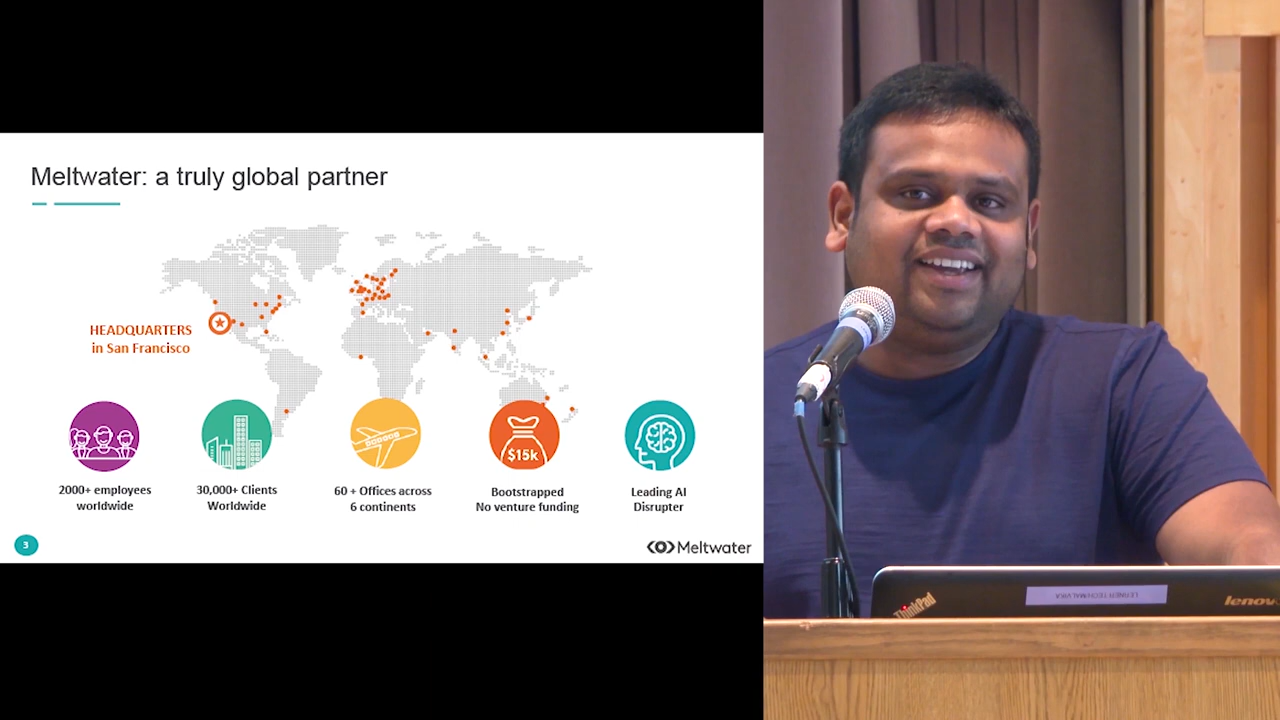 Meltwater: a truly global partner
HEADQUARTERS
in San Francisco
$15k
2000+ employees
worldwide
30,000+ Clients
Worldwide
60 + Offices across
6 continents
Bootstrapped
No venture funding
Leading AI
Disrupter
3
Meltwater
ThinkPad
lenovo